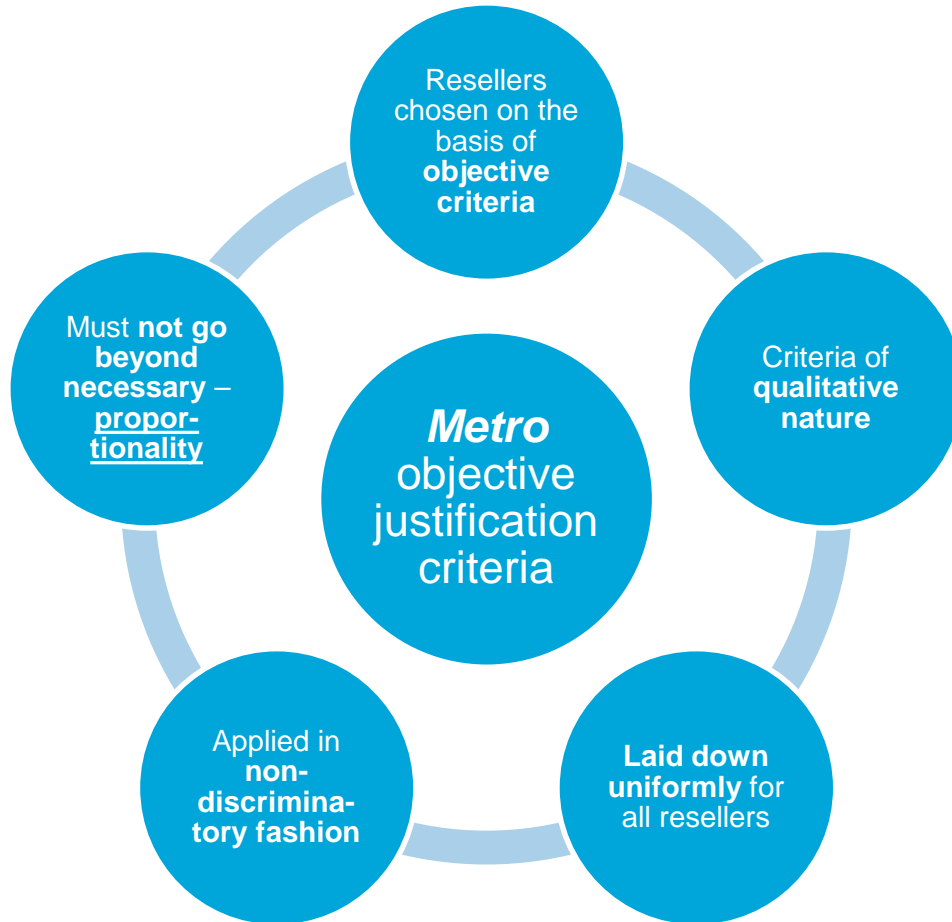 Resellers
chosen on the
basis of
objective
criteria
Criteria of
qualitative
nature
Laid down
uniformly for
all resellers
Applied in
non-
discrimina-
tory fashion
Must not go
beyond
necessary –
propor-
tionality
Metro
objective
justification
criteria